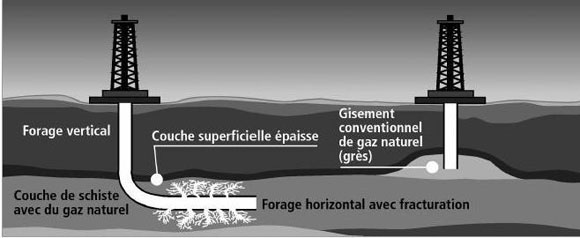 Forage vertical
Couche superficielle épaisse
Gisement
conventionnel
de gaz naturel
(grès)
Couche de schiste
avec du gaz naturel
Forage horizontal avec fracturation